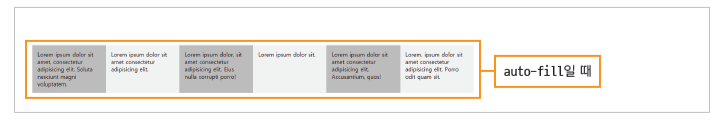 Lorem ipsum dolor sit
amet, consectetur
adipisicing elit. Soluta
nesciunt magni
voluptatem.
Lorem ipsum dolor sit
amet consectetur
adipisicing elit.
Lorem ipsum dolor, sit
amet consectetur
adipisicing elit. Eius
nulla corrupti porro!
Lorem ipsum dolor sit.
Lorem ipsum dolor sit
amet consectetur
adipisicing elit.
Accusantium, quos!
Lorem, ipsum dolor sit
amet consectetur
adipisicing elit. Porro
odit quam sit.
auto-fill일 때